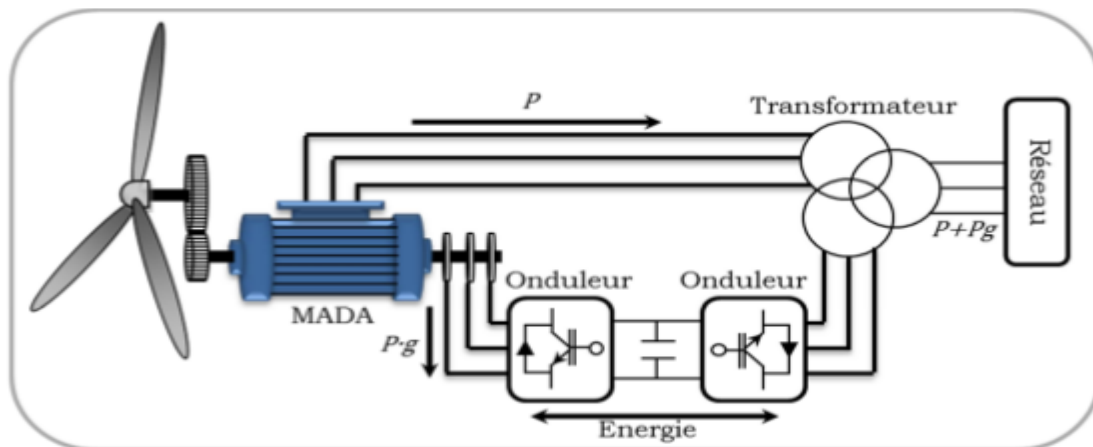 P
Transformateur
Réseau
P+Pg
Onduleur
Onduleur
MADA
P·g
Energie